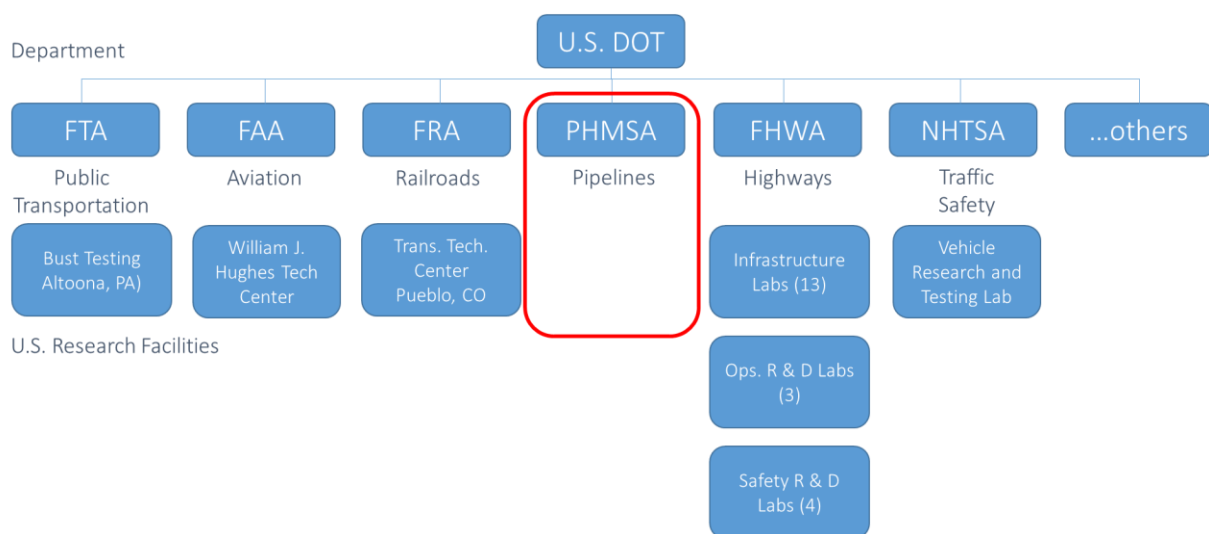 U.S. DOT
Department
FTA
FAA
FRA
PHMSA
FHWA
NHTSA
...others
Public
Transportation
Aviation
Railroads
Pipelines
Highways
Traffic
Safety
Bust Testing
Altoona, PA)
William J.
Hughes Tech
Center
Trans. Tech.
Center
Pueblo, CO
Infrastructure
Labs (13)
Vehicle
Research and
Testing Lab
U.S. Research Facilities
Ops. R & D Labs
(3)
Safety R & D
Labs (4)